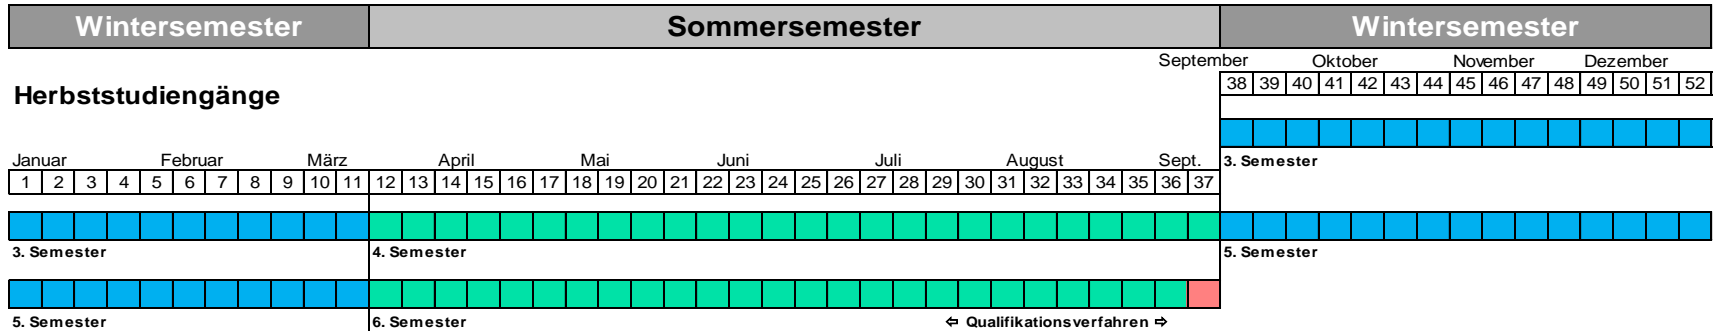 Wintersemester Sommersemester Wintersemester
September Oktober November Dezember
38 39 40 41 42 43 44 45 46 47 48 49 50 51 52
Herbststudiengänge
Januar Februar März April Mai Juni Juli August Sept. 3. Semester
1 2 3 4 5 6 7 8 9 10 11 12 13 14 15 16 17 18 19 20 21 22 23 24 25 26 27 28 29 30 31 32 33 34 35 36 37
3. Semester 4. Semester 5. Semester
5. Semester 6. Semester ⇦ Qualifikationsverfahren ⇨